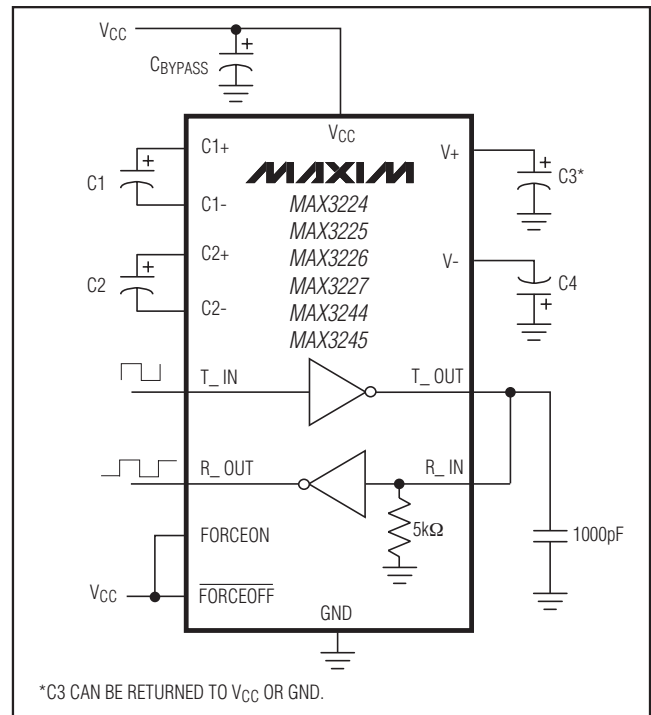 VCC
+
CBYPASS
VCC
C1+
C1
+
C1-
C2+
C2
+
C2-
MAXIM
MAX3224
MAX3225
MAX3226
MAX3227
MAX3244
MAX3245
V+
+
C3*
V-
C4
+
T_ IN
T_ OUT
R_ OUT
R_ IN
5kΩ
1000pF
FORCEON
VCC
FORCEOFF
GND
*C3 CAN BE RETURNED TO VCC OR GND.